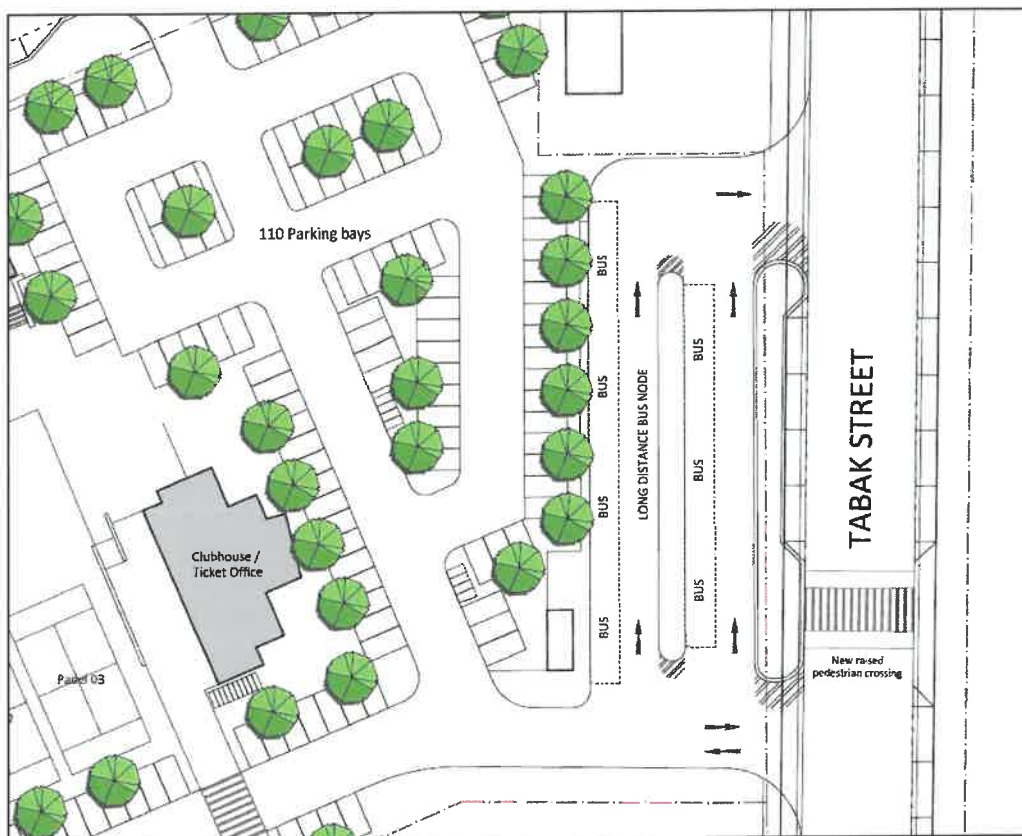 110 Parking bays
BUS
BUS
BUS
BUS
LONG DISTANCE BUS NODE
BUS
BUS
BUS
TABAK STREET
Clubhouse /
Ticket Office
Padel 03
New raised
pedestrian crossing